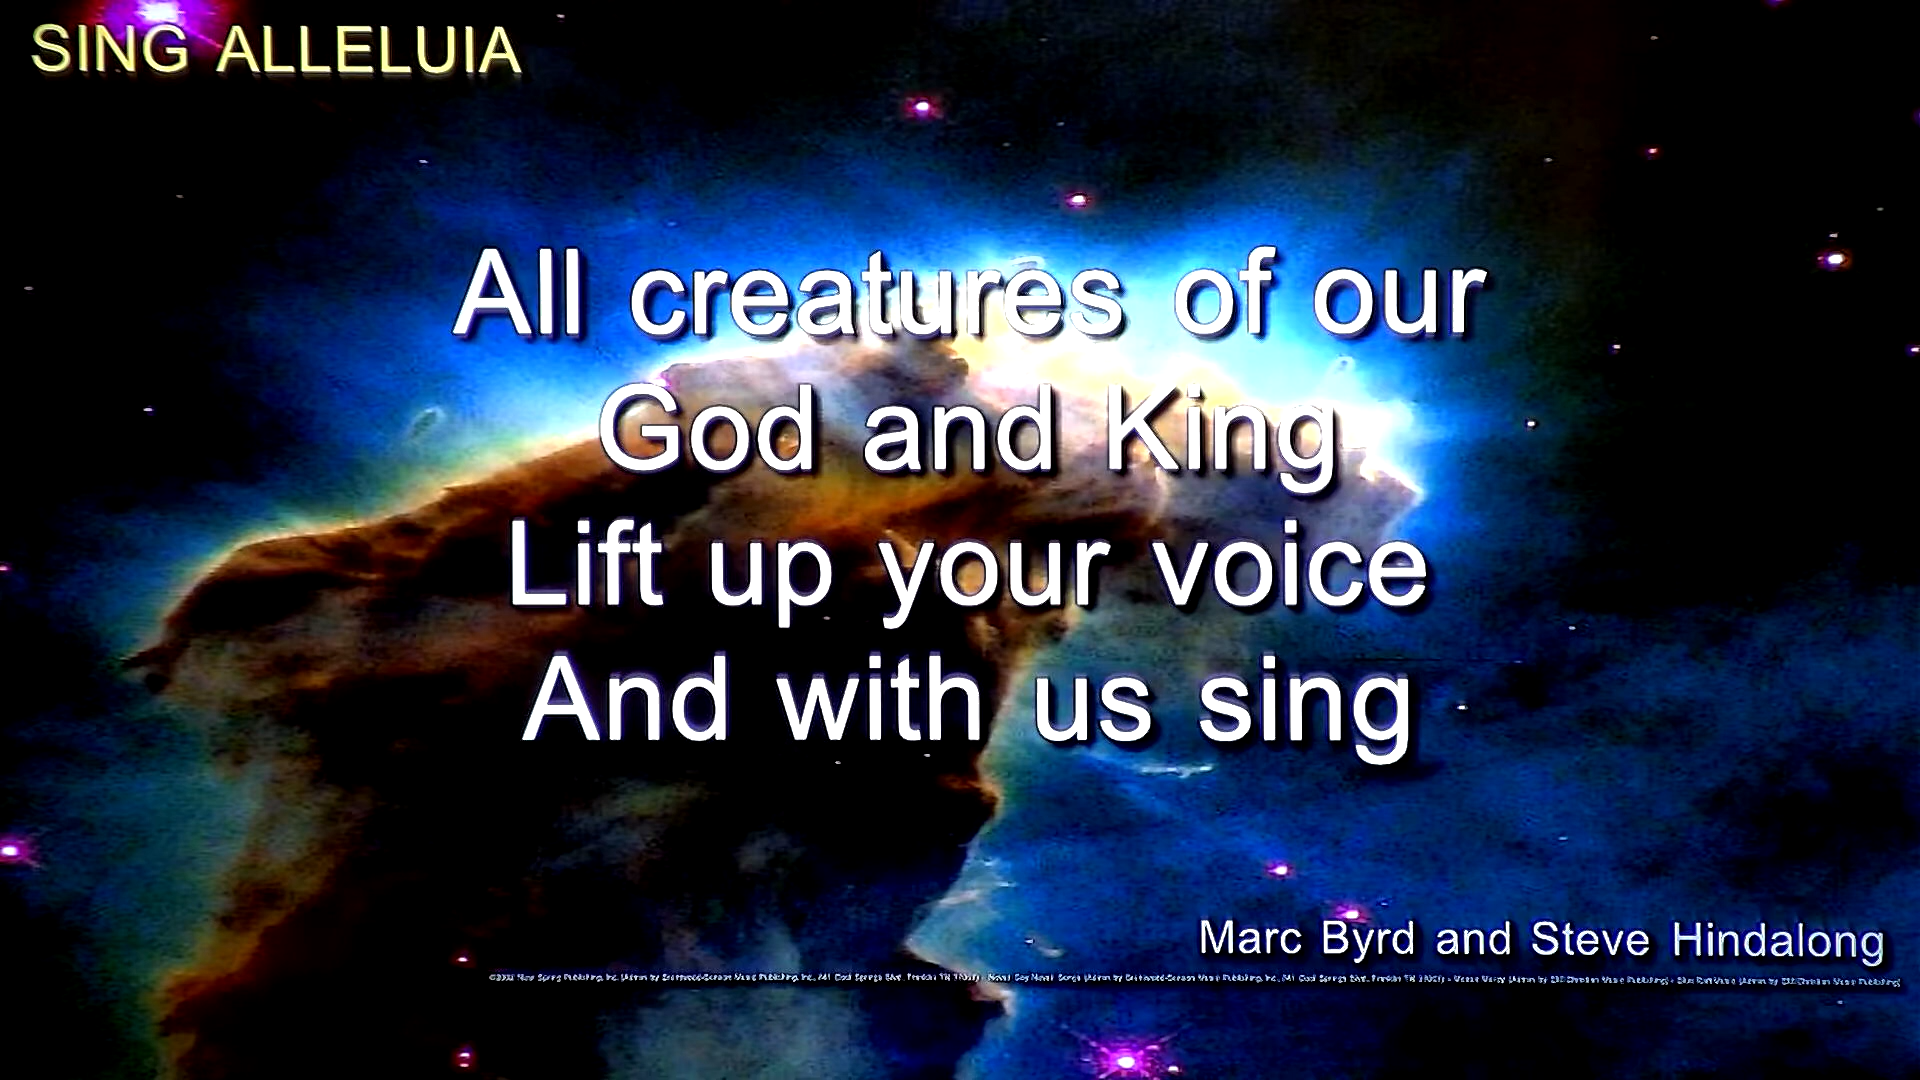 SING ALLELUIA
All creatures of our
God and King
Lift up your voice
And with us sing
Marc Byrd and Steve Hindalong